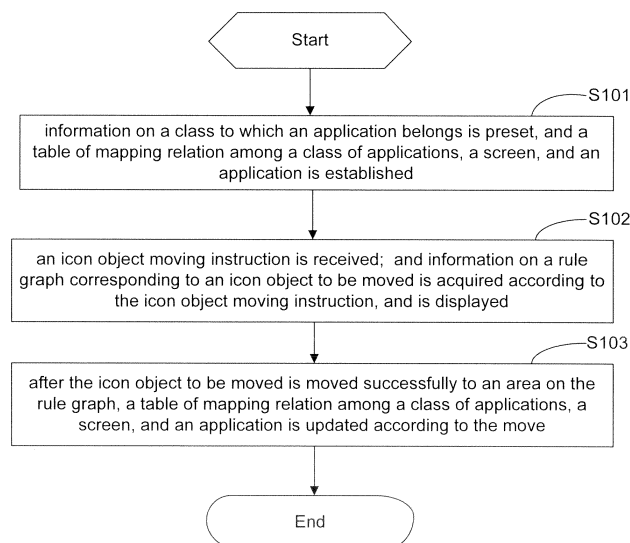 Start
S101
information on a class to which an application belongs is preset, and a
table of mapping relation among a class of applications, a screen, and an
application is established
S102
an icon object moving instruction is received; and information on a rule
graph corresponding to an icon object to be moved is acquired according to
the icon object moving instruction, and is displayed
S103
after the icon object to be moved is moved successfully to an area on the
rule graph, a table of mapping relation among a class of applications, a
screen, and an application is updated according to the move
End